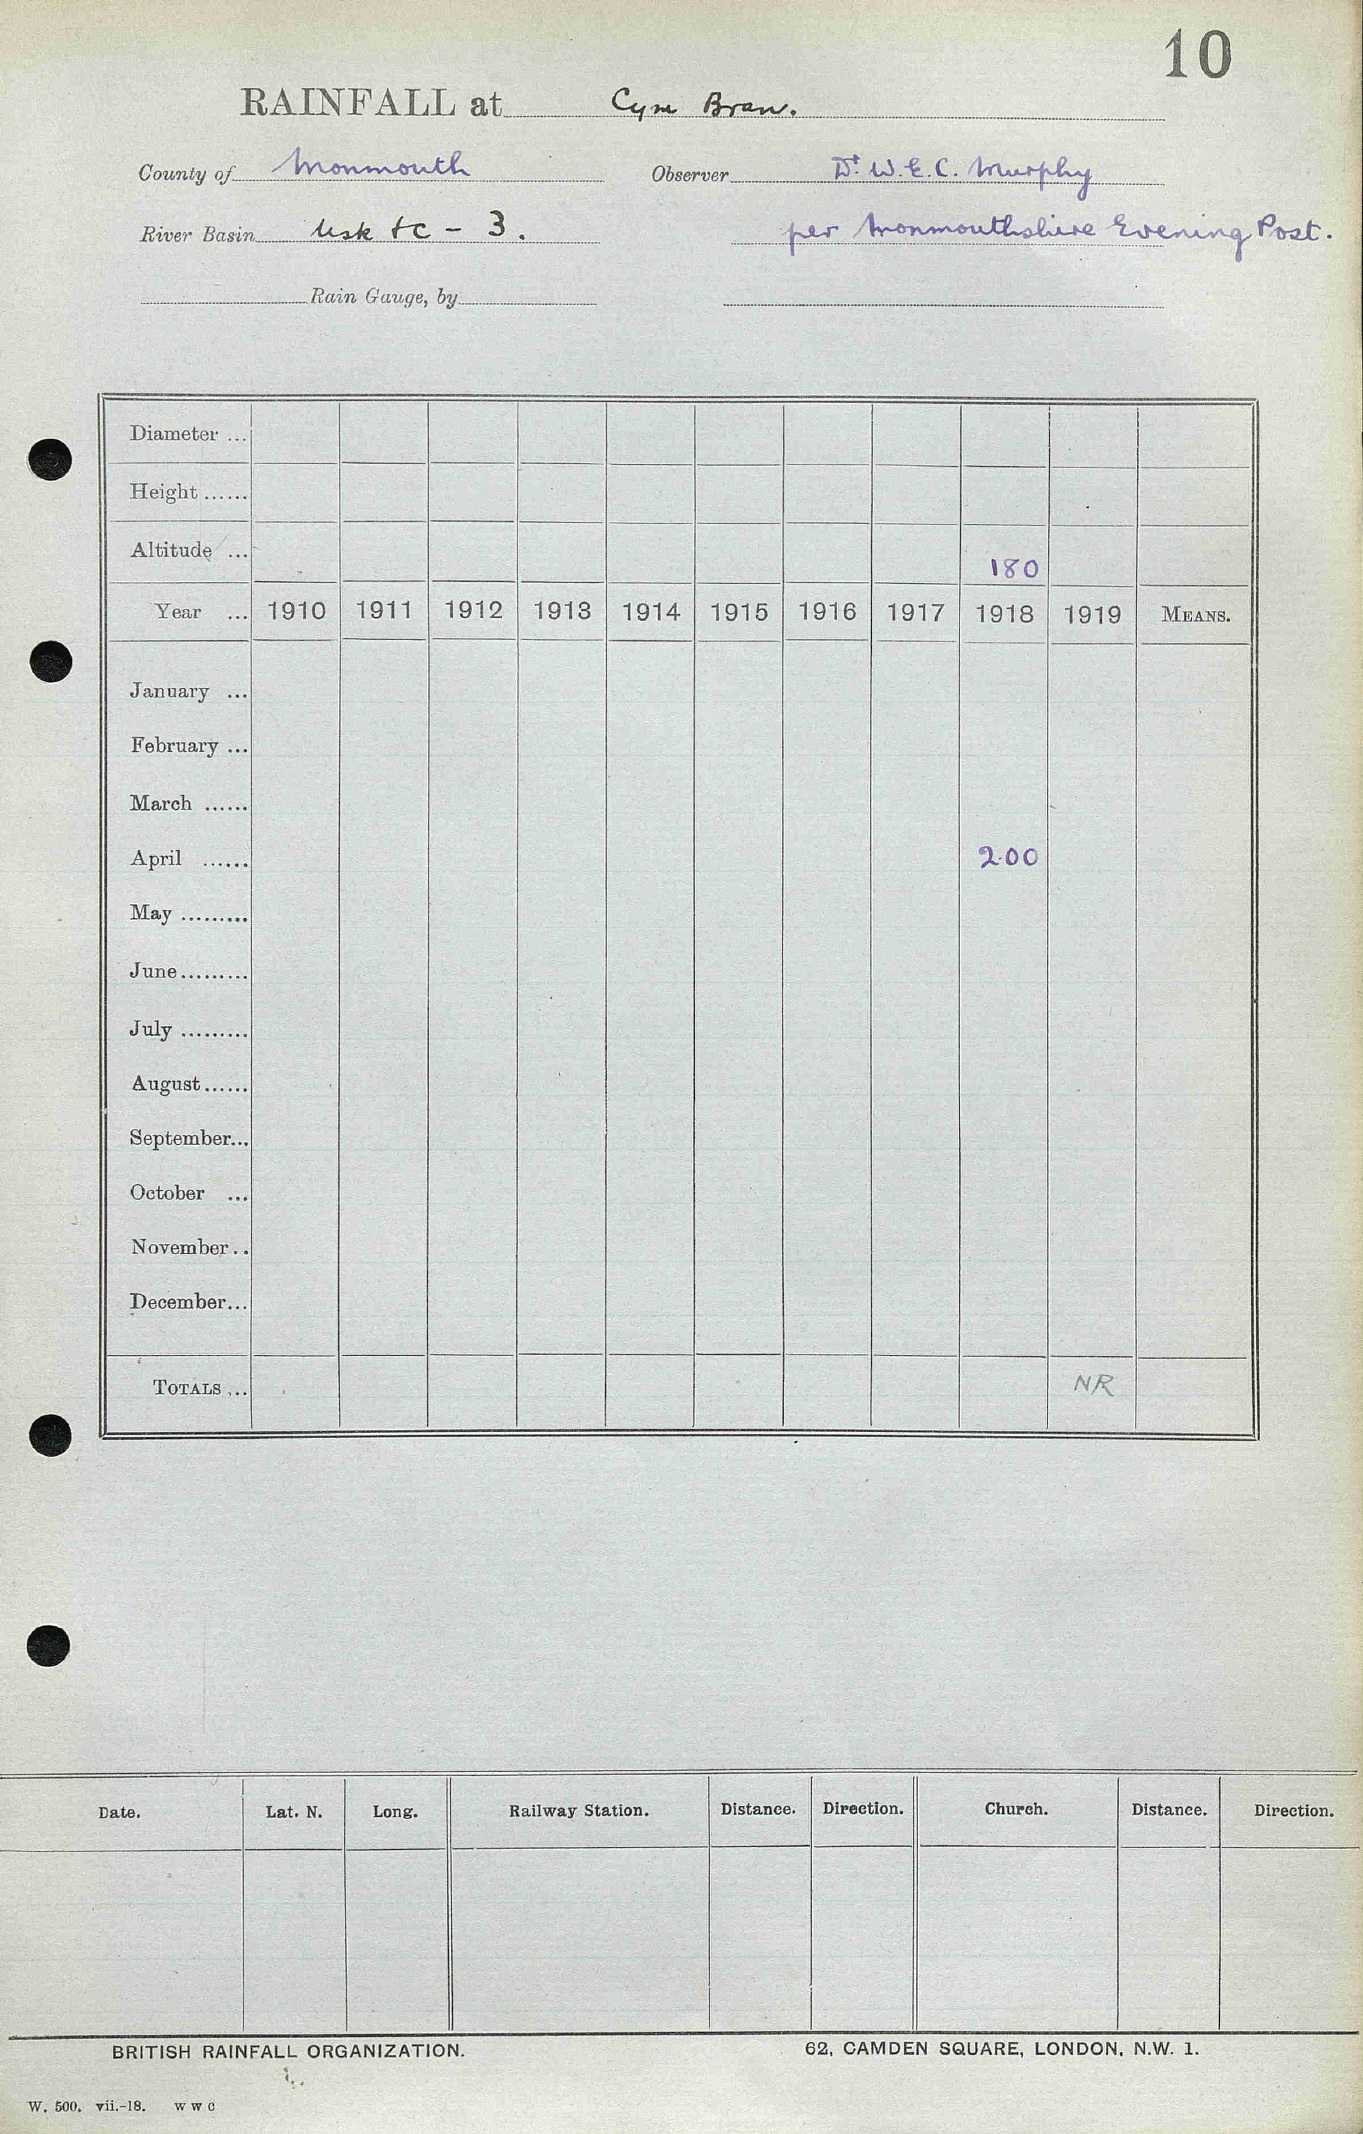 10
RAINFALL at Cym Bran.
County of Monmouth Observer Dr. W.E.C. Murphy
River Basin Usk &c - 3. per Monmouthshire Evening Post.
Rain Gauge, by
Diameter ...
Height ......
Altitude ... 180
Year ... 1910 1911 1912 1913 1914 1915 1916 1917 1918 1919 MEANS.
January ...
February ...
March ......
April ...... 2.00
May .........
June.........
July .........
August......
September...
October ...
November..
December...
TOTALS ... NR
Date. Lat. N. Long. Railway Station. Distance. Direction. Church. Distance. Direction.
BRITISH RAINFALL ORGANIZATION. 62, CAMDEN SQUARE, LONDON, N.W. 1.
W. 500. vii.-18. W W C